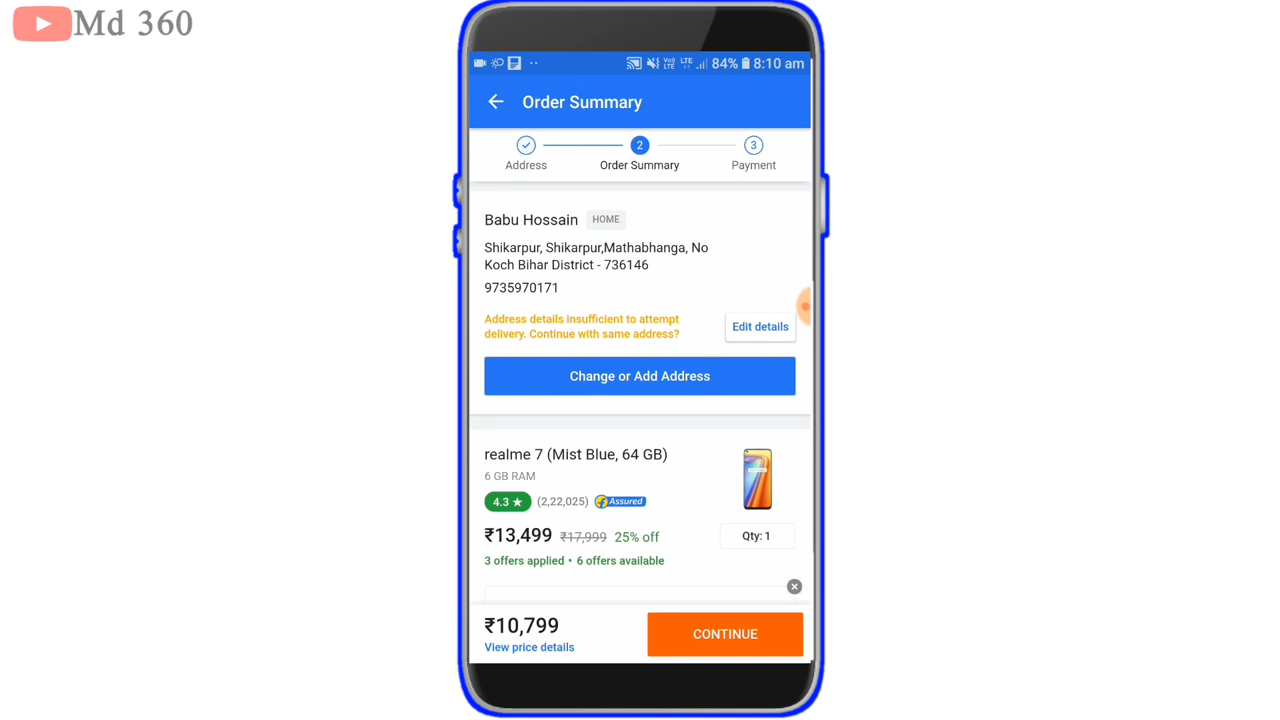 Md 360
84% 8:10 am
Order Summary
2
3
Address
Order Summary
Payment
Babu Hossain HOME
Shikarpur, Shikarpur,Mathabhanga, No
Koch Bihar District - 736146
9735970171
Address details insufficient to attempt
delivery. Continue with same address?
Edit details
Change or Add Address
realme 7 (Mist Blue, 64 GB)
6 GB RAM
4.3 ★ (2,22,025) Assured
₹13,499 ₹17,999 25% off
Qty: 1
3 offers applied • 6 offers available
₹10,799
View price details
CONTINUE